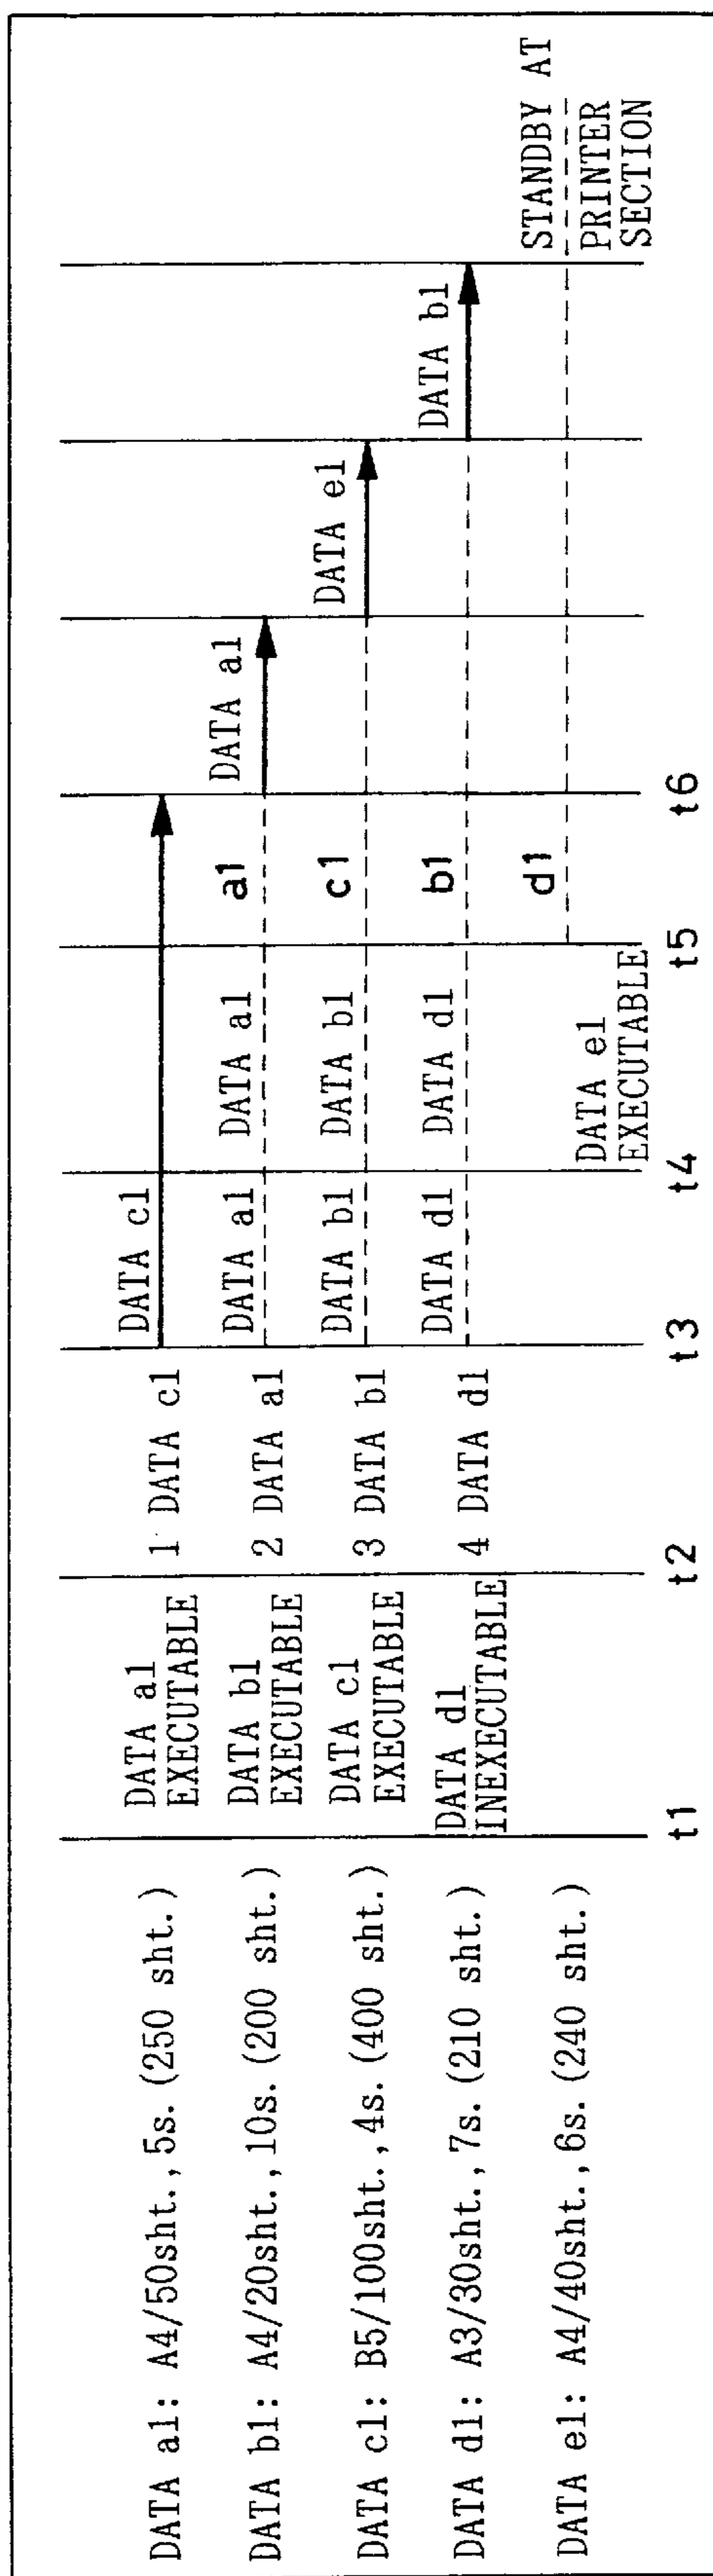 DATA a1: A4/50sht.,5s.(250 sht.)
DATA b1: A4/20sht.,10s.(200 sht.)
DATA c1: B5/100sht.,4s.(400 sht.)
DATA d1: A3/30sht.,7s.(210 sht.)
DATA e1: A4/40sht.,6s.(240 sht.)
DATA a1
EXECUTABLE
DATA b1
EXECUTABLE
DATA c1
EXECUTABLE
DATA d1
INEXECUTABLE
1 DATA c1
2 DATA a1
3 DATA b1
4 DATA d1
DATA c1
DATA a1
DATA b1
DATA d1
DATA a1
DATA b1
DATA d1
DATA e1
EXECUTABLE
a1
c1
b1
d1
DATA a1
DATA e1
DATA b1
STANDBY AT
PRINTER
SECTION
t1
t2
t3
t4
t5
t6